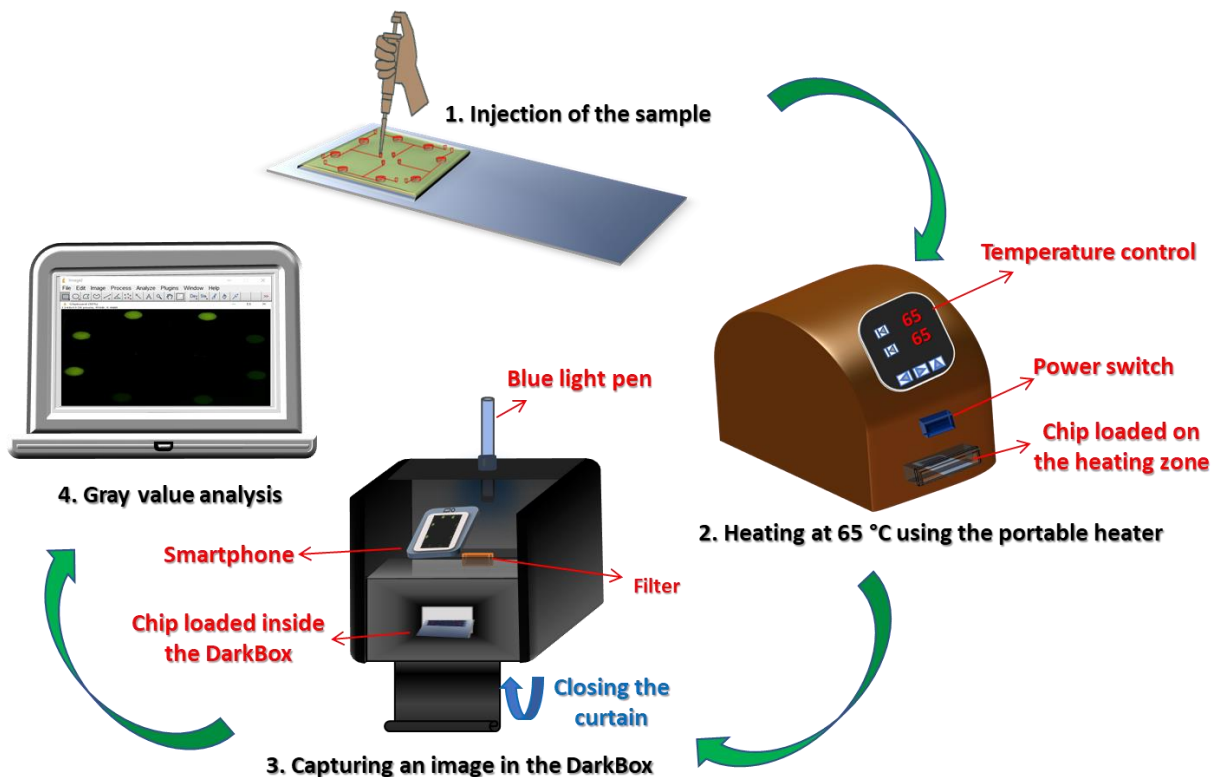 1. Injection of the sample
Temperature control
65
65
Power switch
Chip loaded on
the heating zone
2. Heating at 65 °C using the portable heater
File Edit Image Process Analyze Plugins Window Help
Blue light pen
4. Gray value analysis
Smartphone
Filter
Chip loaded inside
the DarkBox
Closing the
curtain
3. Capturing an image in the DarkBox